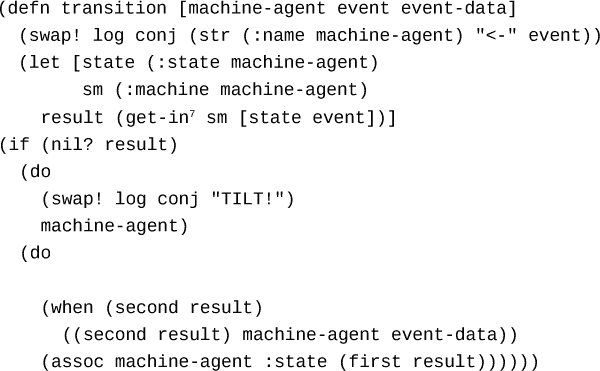 (defn transition [machine-agent event event-data]
(swap! log conj (str (:name machine-agent) "<-" event))
(let [state (:state machine-agent)
sm (:machine machine-agent)
result (get-in⁷ sm [state event])]
(if (nil? result)
(do
(swap! log conj "TILT!")
machine-agent)
(do
(when (second result)
((second result) machine-agent event-data))
(assoc machine-agent :state (first result))))))